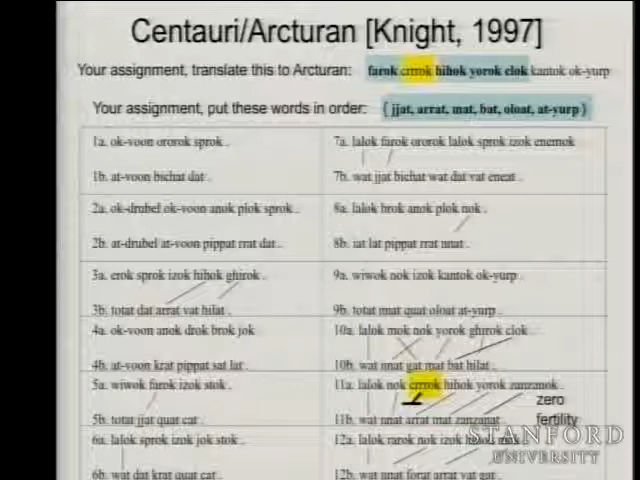 Centauri/Arcturan [Knight, 1997]
Your assignment, translate this to Arcturan: farok crrrok hihok yorok clok kantok ok-yurp
Your assignment, put these words in order: { jjat, arrat, mat, bat, oloat, at-yurp }
1a. ok-voon ororok sprok .
7a. lalok farok ororok lalok sprok izok enemok
1b. at-voon bichat dat .
7b. wat jjat bichat wat dat vat eneat .
2a. ok-drubel ok-voon anok plok sprok .
8a. lalok brok anok plok nok .
2b. at-drubel at-voon pippat rrat dat .
8b. iat lat pippat rrat nnat .
3a. erok sprok izok hihok ghirok .
9a. wiwok nok izok kantok ok-yurp .
3b. totat dat arrat vat hilat .
9b. totat nnat quat oloat at-yurp .
4a. ok-voon anok drok brok jok
10a. lalok mok nok yorok ghirok clok .
4b. at-voon krat pippat sat lat .
10b. wat nnat gat mat bat hilat .
5a. wiwok farok izok stok .
11a. lalok nok crrrok hihok yorok zanzanok .
zero
5b. totat jjat quat cat .
11b. wat nnat arrat mat zanzanat .
fertility
6a. lalok sprok izok jok stok .
12a. lalok rarok nok izok
STANFORD
UNIVERSITY
6b. wat dat krat quat cat .
12b. wat nnat forat arrat vat gat .